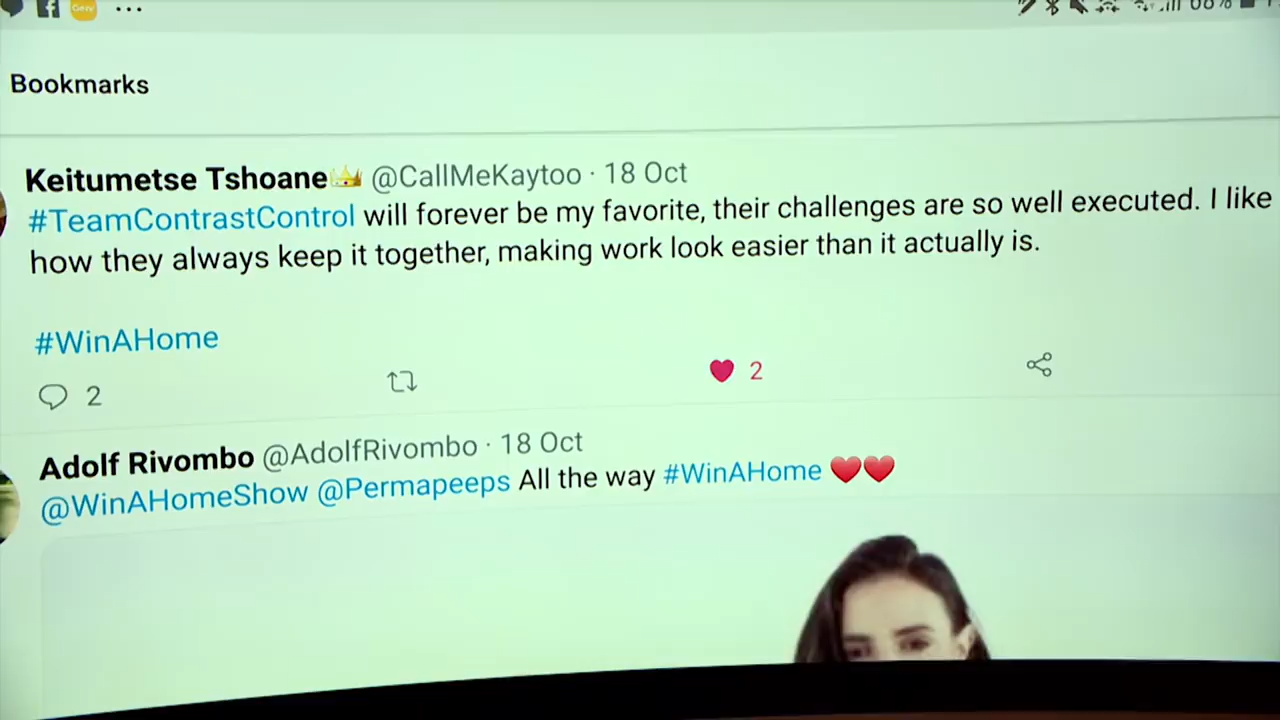 Bookmarks
Keitumetse Tshoane👑 @CallMeKaytoo · 18 Oct
#TeamContrastControl will forever be my favorite, their challenges are so well executed. I like
how they always keep it together, making work look easier than it actually is.
#WinAHome
2
2
Adolf Rivombo @AdolfRivombo · 18 Oct
@WinAHomeShow @Permapeeps All the way #WinAHome ❤️❤️